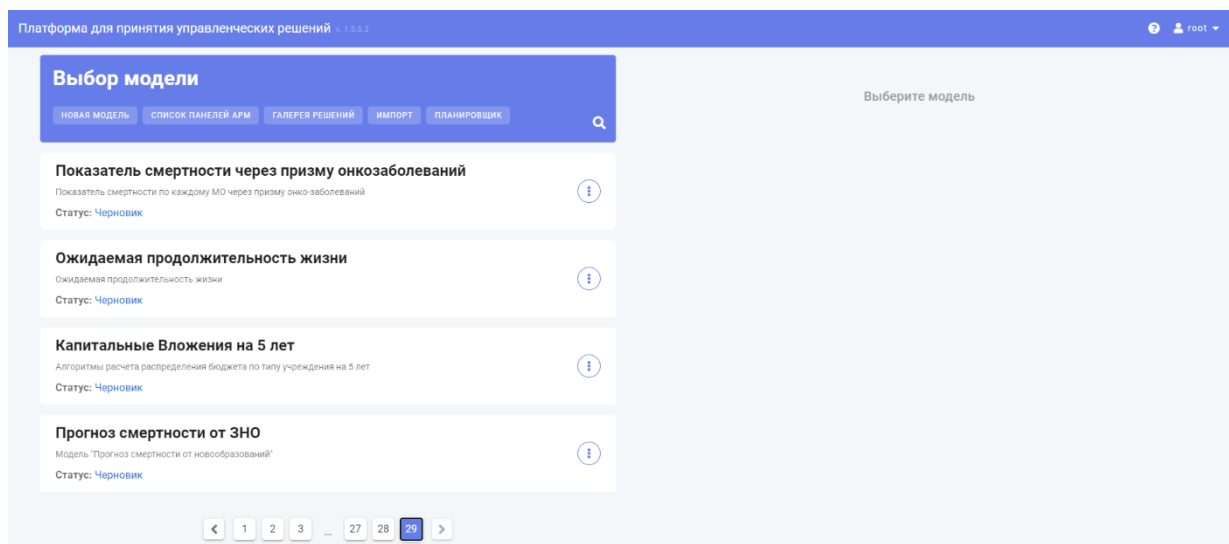 Платформа для принятия управленческих решений v. 1.5.8.2
root
Выбор модели
НОВАЯ МОДЕЛЬ СПИСОК ПАНЕЛЕЙ АРМ ГАЛЕРЕЯ РЕШЕНИЙ ИМПОРТ ПЛАНИРОВЩИК
Выберите модель
Показатель смертности через призму онкозаболеваний
Показатель смертности по каждому МО через призму онко-заболеваний
Статус: Черновик
Ожидаемая продолжительность жизни
Ожидаемая продолжительность жизни
Статус: Черновик
Капитальные Вложения на 5 лет
Алгоритмы расчета распределения бюджета по типу учреждения на 5 лет
Статус: Черновик
Прогноз смертности от ЗНО
Модель "Прогноз смертности от новообразований"
Статус: Черновик
1 2 3 ... 27 28 29